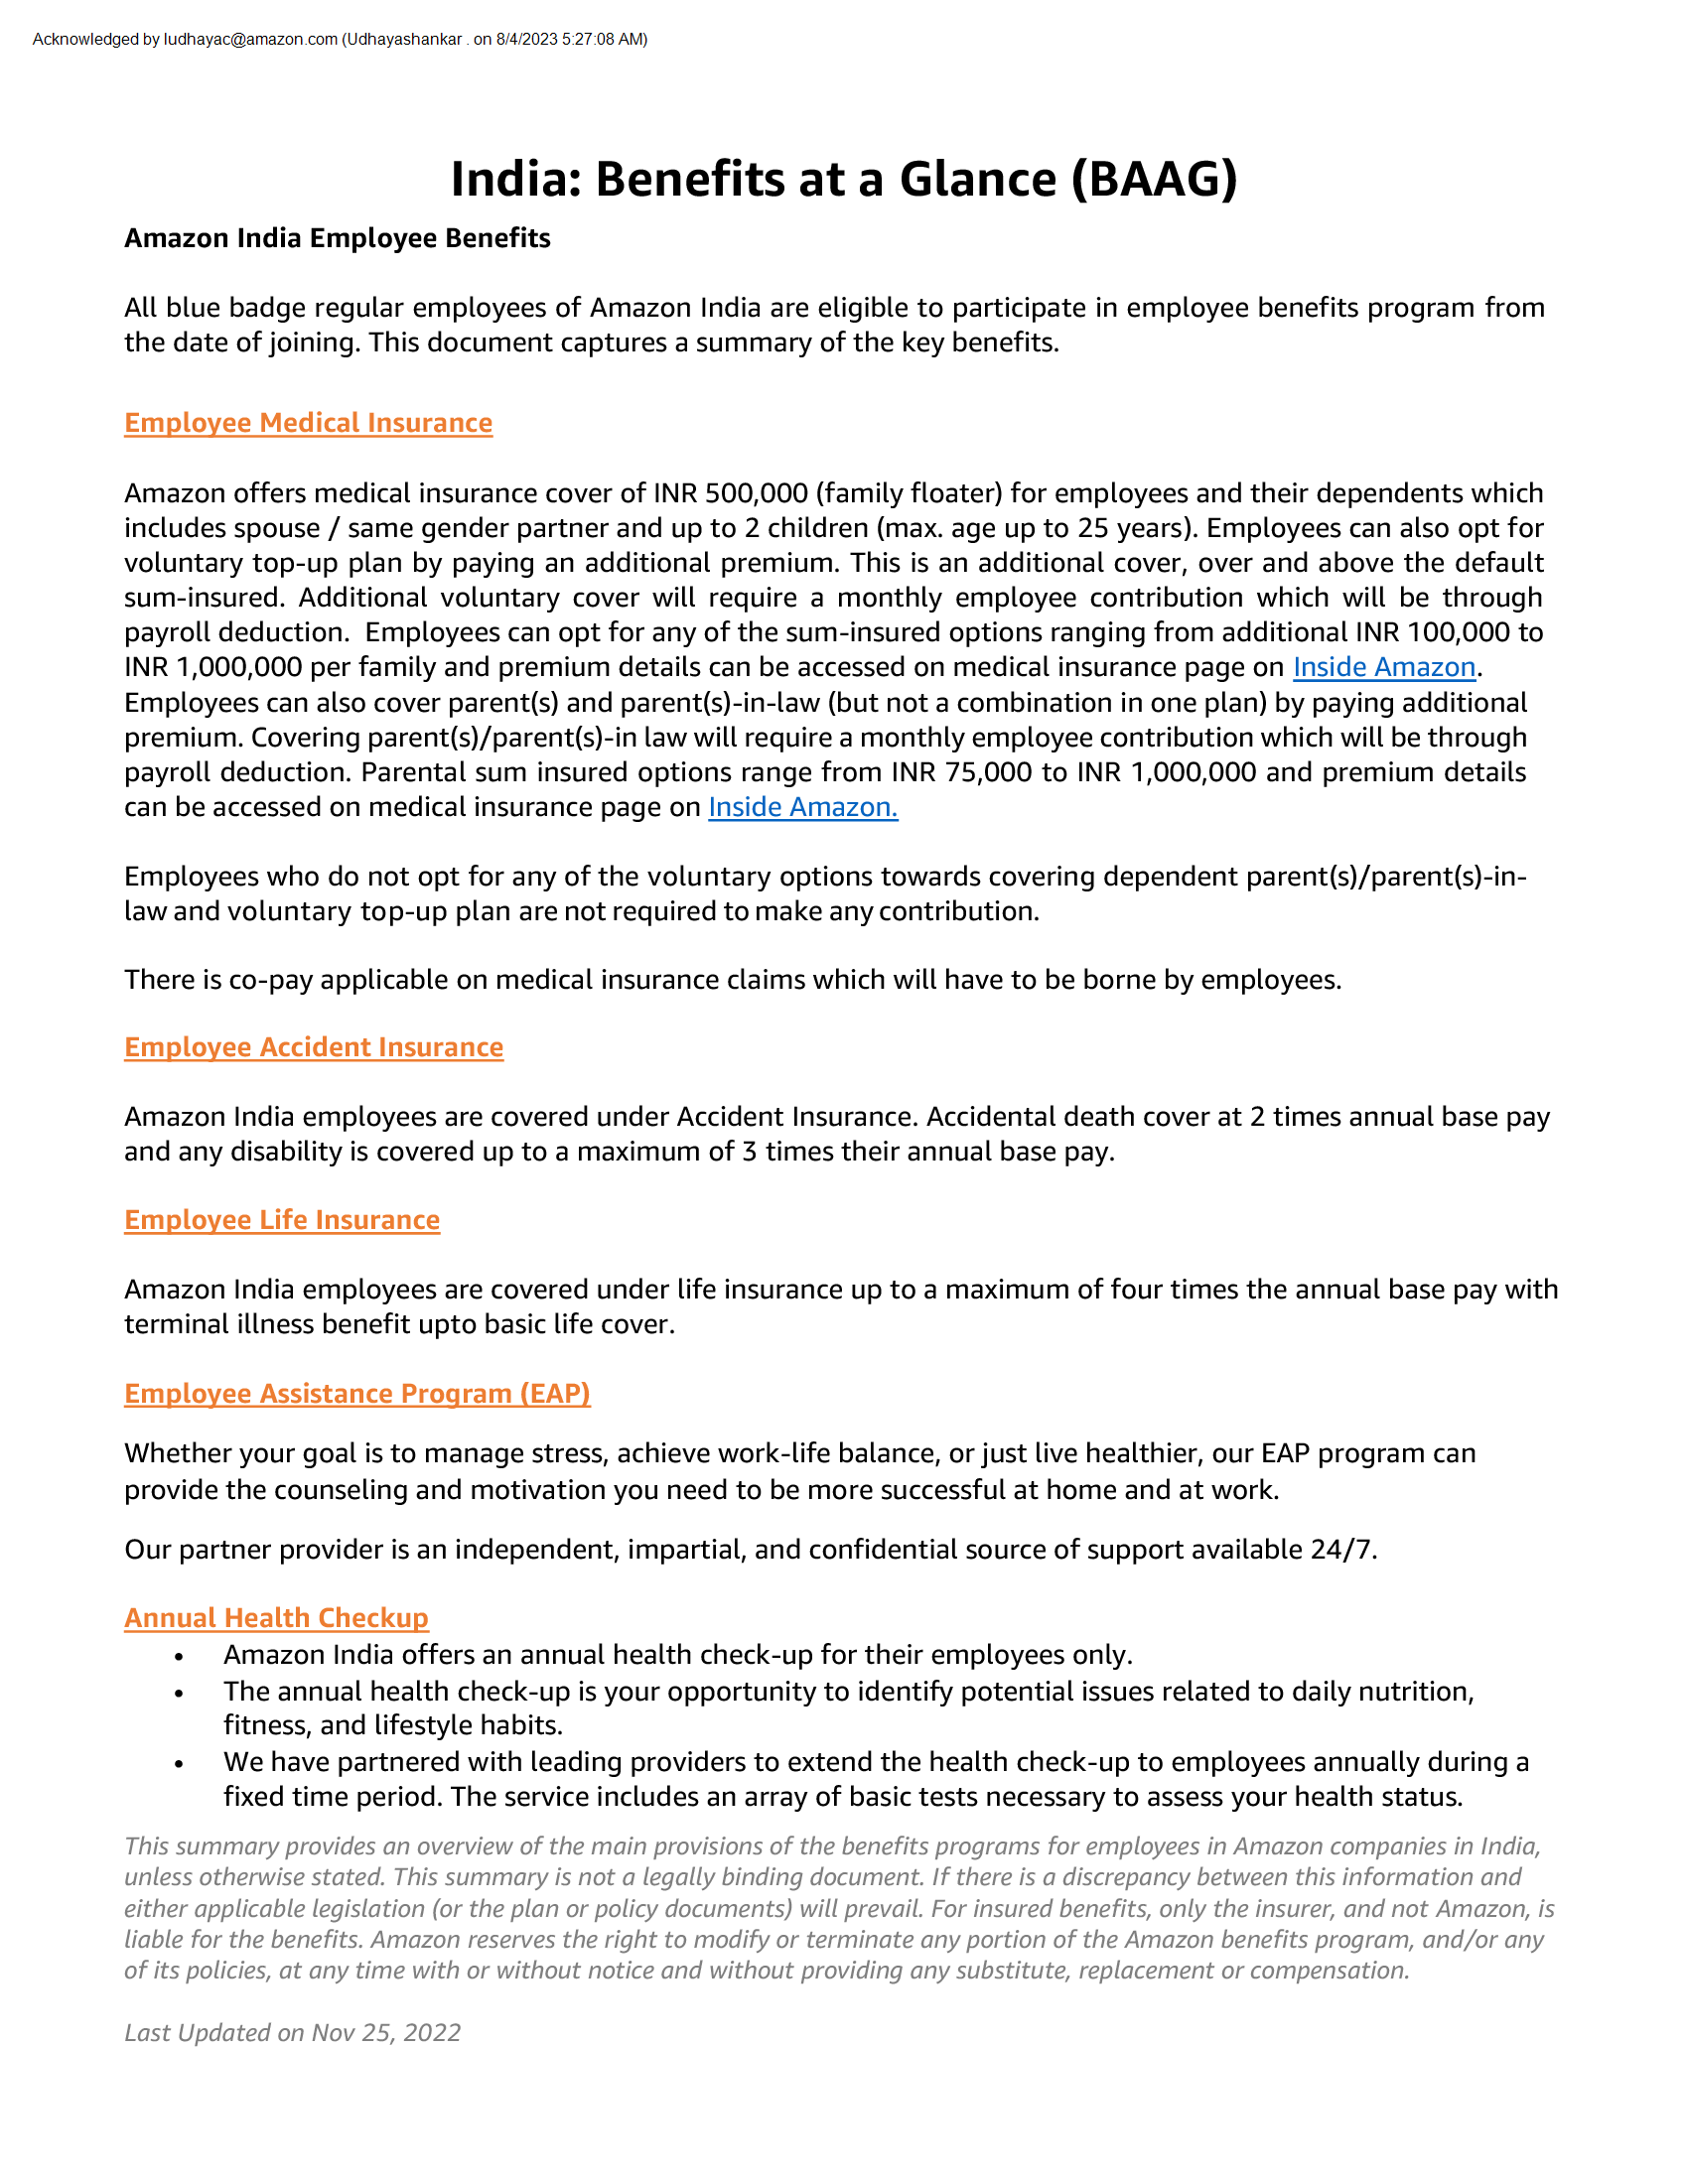 Acknowledged by ludhayac@amazon.com (Udhayashankar . on 8/4/2023 5:27:08 AM)
India: Benefits at a Glance (BAAG)
Amazon India Employee Benefits
All blue badge regular employees of Amazon India are eligible to participate in employee benefits program from
the date of joining. This document captures a summary of the key benefits.
Employee Medical Insurance
Amazon offers medical insurance cover of INR 500,000 (family floater) for employees and their dependents which
includes spouse / same gender partner and up to 2 children (max. age up to 25 years). Employees can also opt for
voluntary top-up plan by paying an additional premium. This is an additional cover, over and above the default
sum-insured. Additional voluntary cover will require a monthly employee contribution which will be through
payroll deduction. Employees can opt for any of the sum-insured options ranging from additional INR 100,000 to
INR 1,000,000 per family and premium details can be accessed on medical insurance page on Inside Amazon.
Employees can also cover parent(s) and parent(s)-in-law (but not a combination in one plan) by paying additional
premium. Covering parent(s)/parent(s)-in law will require a monthly employee contribution which will be through
payroll deduction. Parental sum insured options range from INR 75,000 to INR 1,000,000 and premium details
can be accessed on medical insurance page on Inside Amazon.
Employees who do not opt for any of the voluntary options towards covering dependent parent(s)/parent(s)-in-
law and voluntary top-up plan are not required to make any contribution.
There is co-pay applicable on medical insurance claims which will have to be borne by employees.
Employee Accident Insurance
Amazon India employees are covered under Accident Insurance. Accidental death cover at 2 times annual base pay
and any disability is covered up to a maximum of 3 times their annual base pay.
Employee Life Insurance
Amazon India employees are covered under life insurance up to a maximum of four times the annual base pay with
terminal illness benefit upto basic life cover.
Employee Assistance Program (EAP)
Whether your goal is to manage stress, achieve work-life balance, or just live healthier, our EAP program can
provide the counseling and motivation you need to be more successful at home and at work.
Our partner provider is an independent, impartial, and confidential source of support available 24/7.
Annual Health Checkup
• Amazon India offers an annual health check-up for their employees only.
• The annual health check-up is your opportunity to identify potential issues related to daily nutrition,
fitness, and lifestyle habits.
• We have partnered with leading providers to extend the health check-up to employees annually during a
fixed time period. The service includes an array of basic tests necessary to assess your health status.
This summary provides an overview of the main provisions of the benefits programs for employees in Amazon companies in India,
unless otherwise stated. This summary is not a legally binding document. If there is a discrepancy between this information and
either applicable legislation (or the plan or policy documents) will prevail. For insured benefits, only the insurer, and not Amazon, is
liable for the benefits. Amazon reserves the right to modify or terminate any portion of the Amazon benefits program, and/or any
of its policies, at any time with or without notice and without providing any substitute, replacement or compensation.
Last Updated on Nov 25, 2022